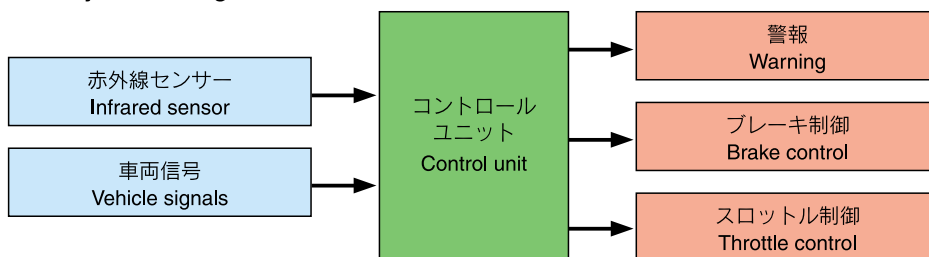 赤外線センサー
Infrared sensor
車両信号
Vehicle signals
コントロール
ユニット
Control unit
警報
Warning
ブレーキ制御
Brake control
スロットル制御
Throttle control